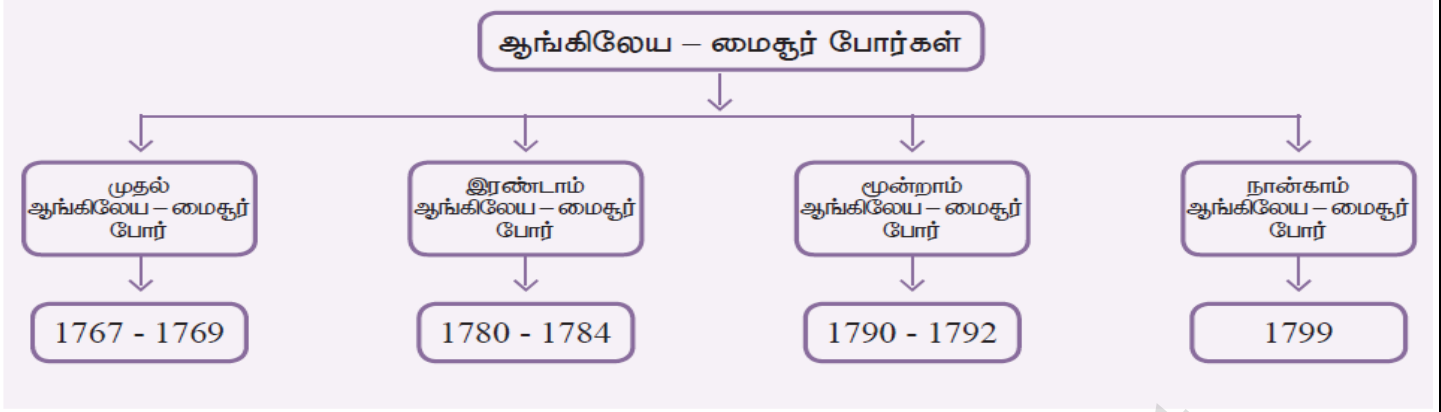 ஆங்கிலேய – மைசூர் போர்கள்
முதல்
ஆங்கிலேய – மைசூர்
போர்
இரண்டாம்
ஆங்கிலேய – மைசூர்
போர்
மூன்றாம்
ஆங்கிலேய – மைசூர்
போர்
நான்காம்
ஆங்கிலேய – மைசூர்
போர்
1767 - 1769
1780 - 1784
1790 - 1792
1799